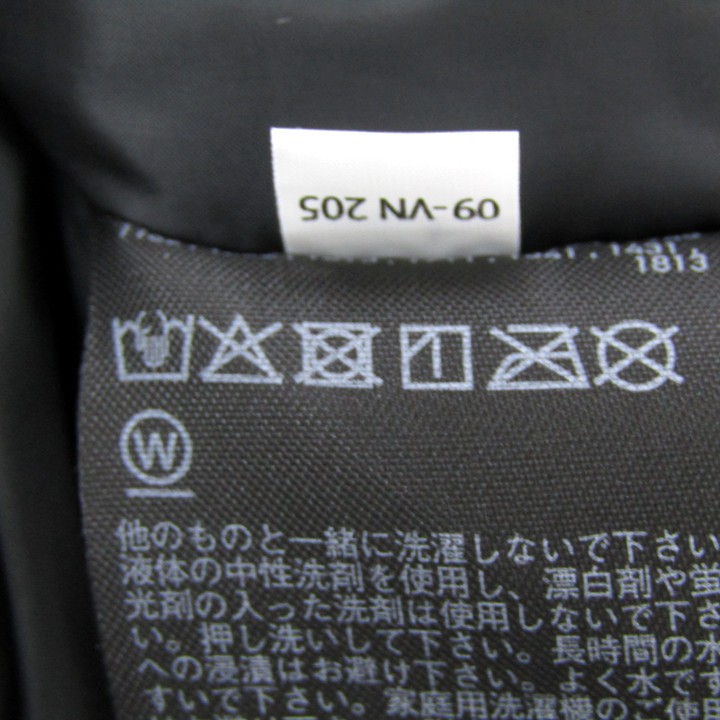 09-VN 205
1431
1813
W
他のものと一緒に洗濯しないで下さい
液体の中性洗剤を使用し、漂白剤や蛍
光剤の入った洗剤は使用しないで下さ
い。押し洗いして下さい。長時間の水
への浸漬はお避け下さい。よく水です
すいで下さい。家庭用洗濯機のご使用